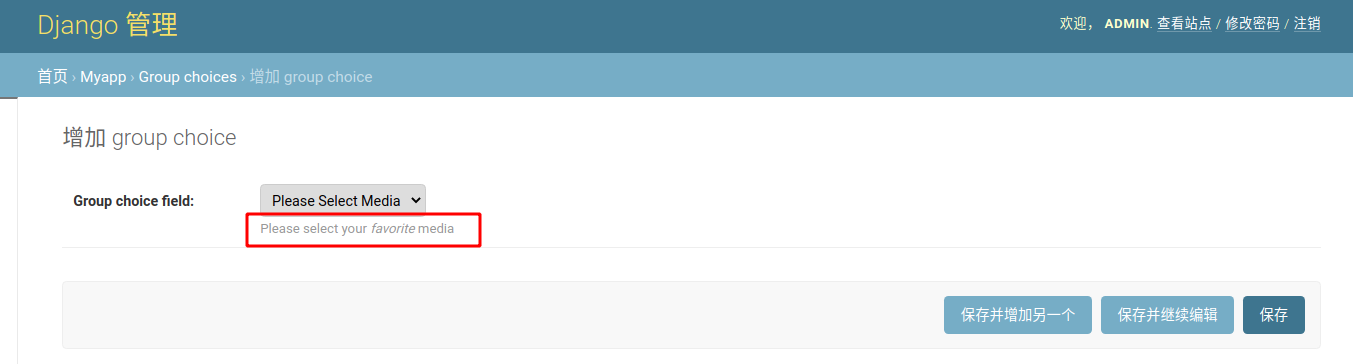 Django 管理
欢迎， ADMIN. 查看站点 / 修改密码 / 注销
首页 › Myapp › Group choices › 增加 group choice
增加 group choice
Group choice field: Please Select Media
Please select your favorite media
保存并增加另一个 保存并继续编辑 保存